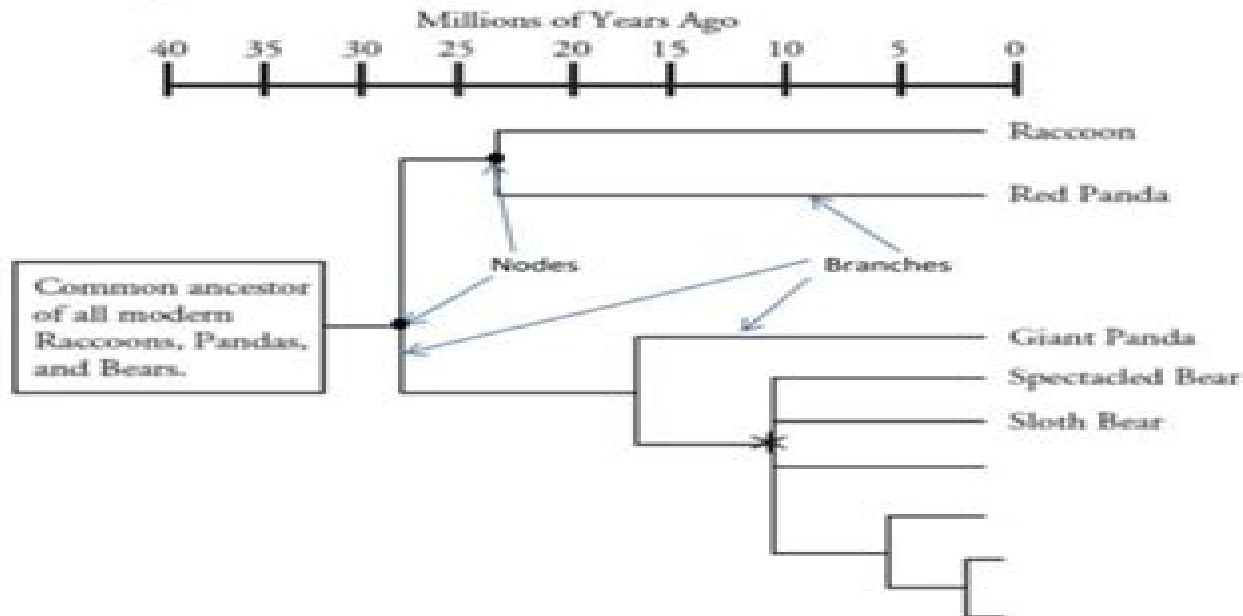 Millions of Years Ago
40 35 30 25 20 15 10 5 0
Raccoon
Red Panda
Nodes
Branches
Common ancestor
of all modern
Raccoons, Pandas,
and Bears.
Giant Panda
Spectacled Bear
Sloth Bear